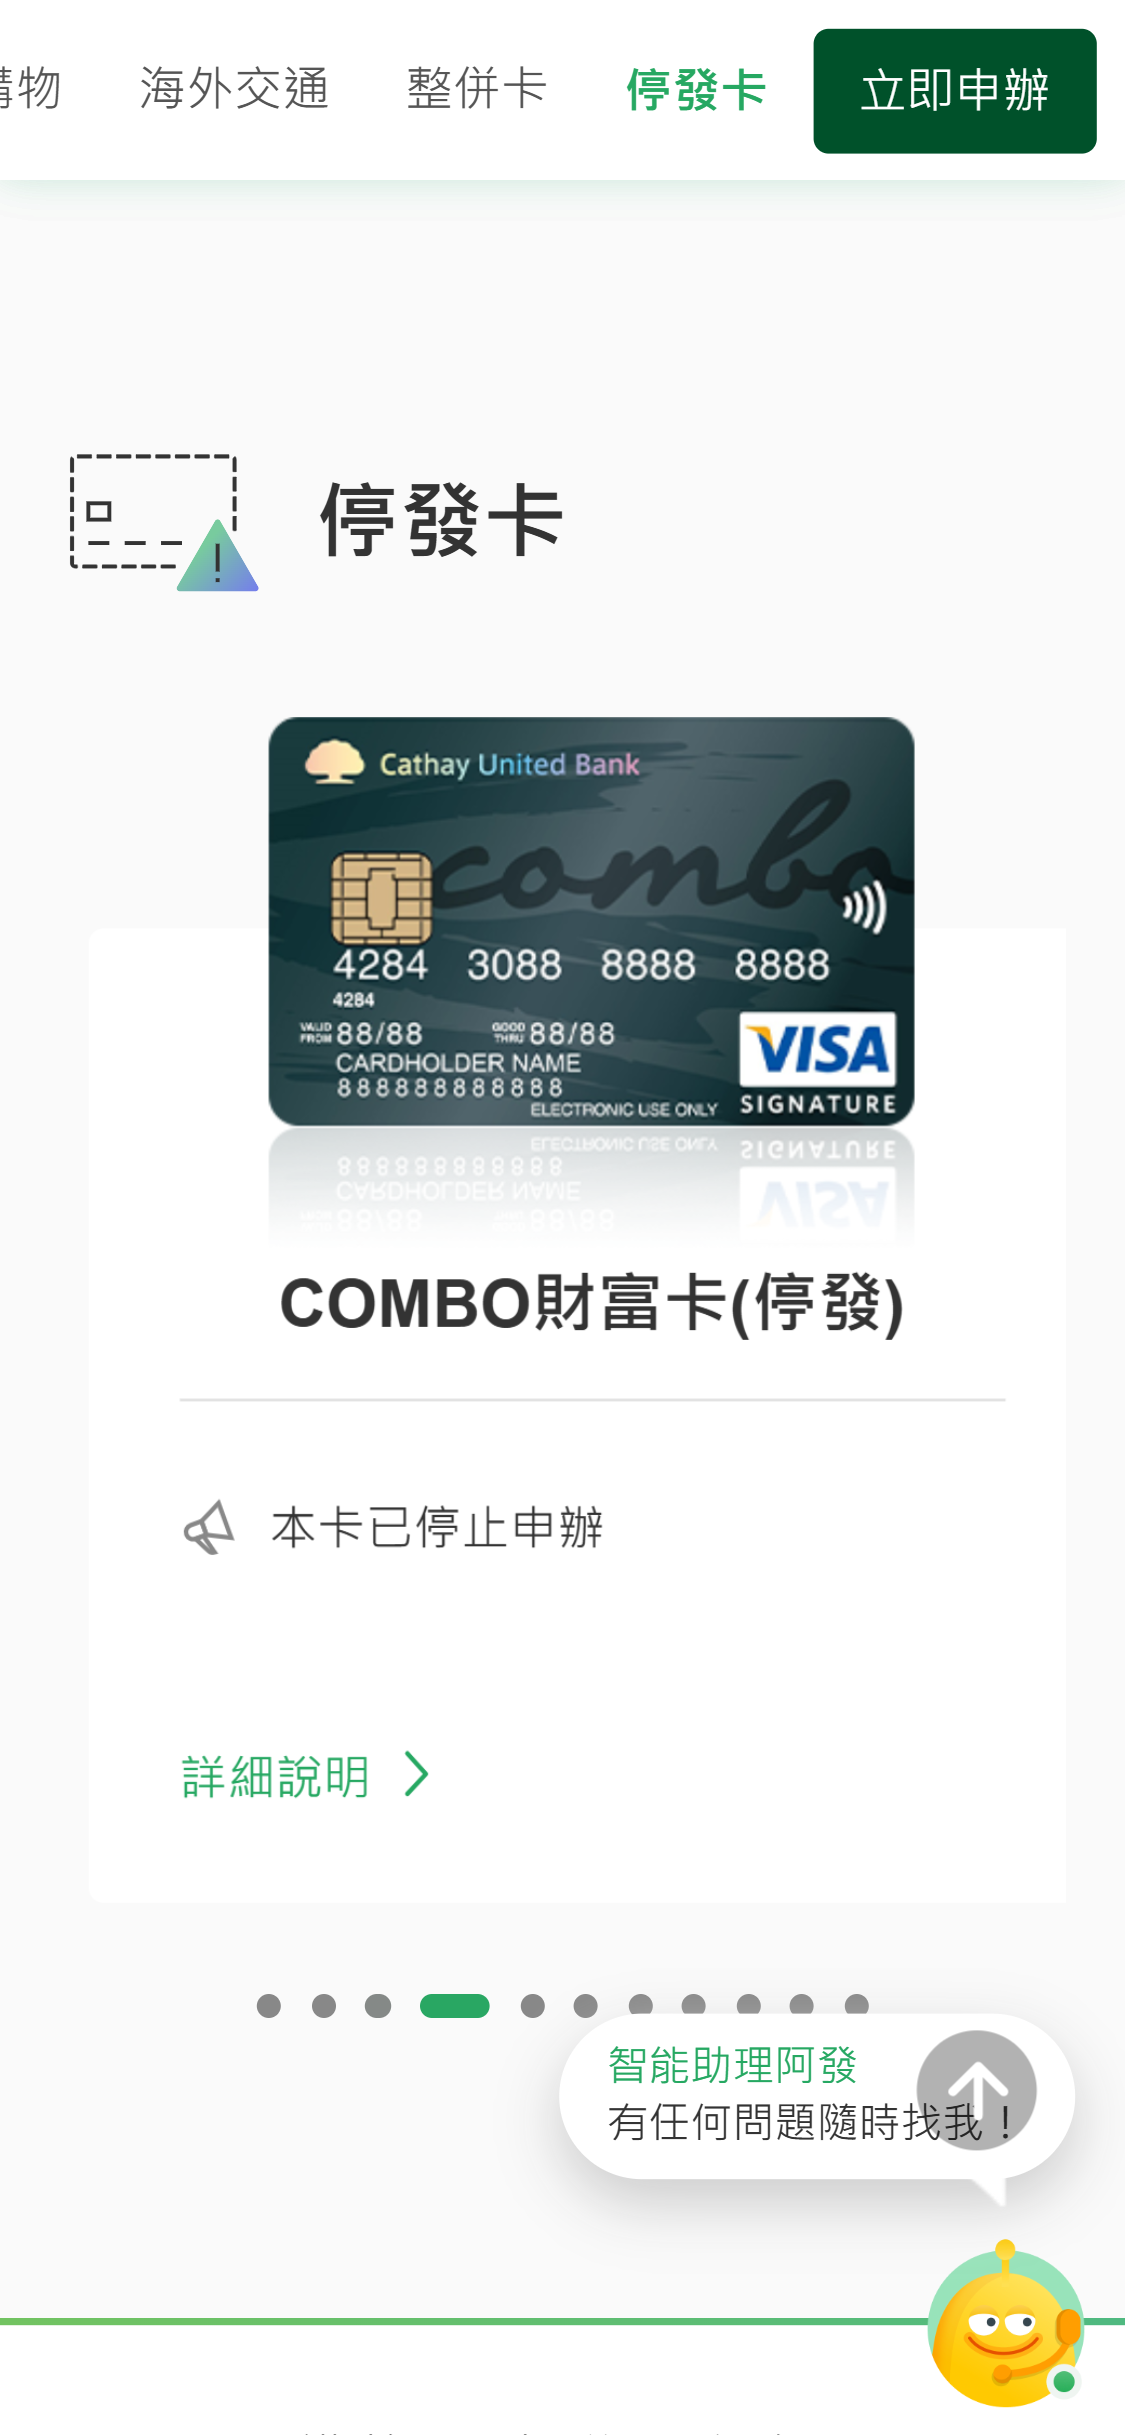 購物 海外交通 整併卡 停發卡 立即申辦
停發卡
Cathay United Bank
combo
4284 3088 8888 8888
4284
VALID FROM 88/88 GOOD THRU 88/88
CARDHOLDER NAME
888888888888
ELECTRONIC USE ONLY
VISA
SIGNATURE
COMBO財富卡(停發)
本卡已停止申辦
詳細說明
智能助理阿發
有任何問題隨時找我！